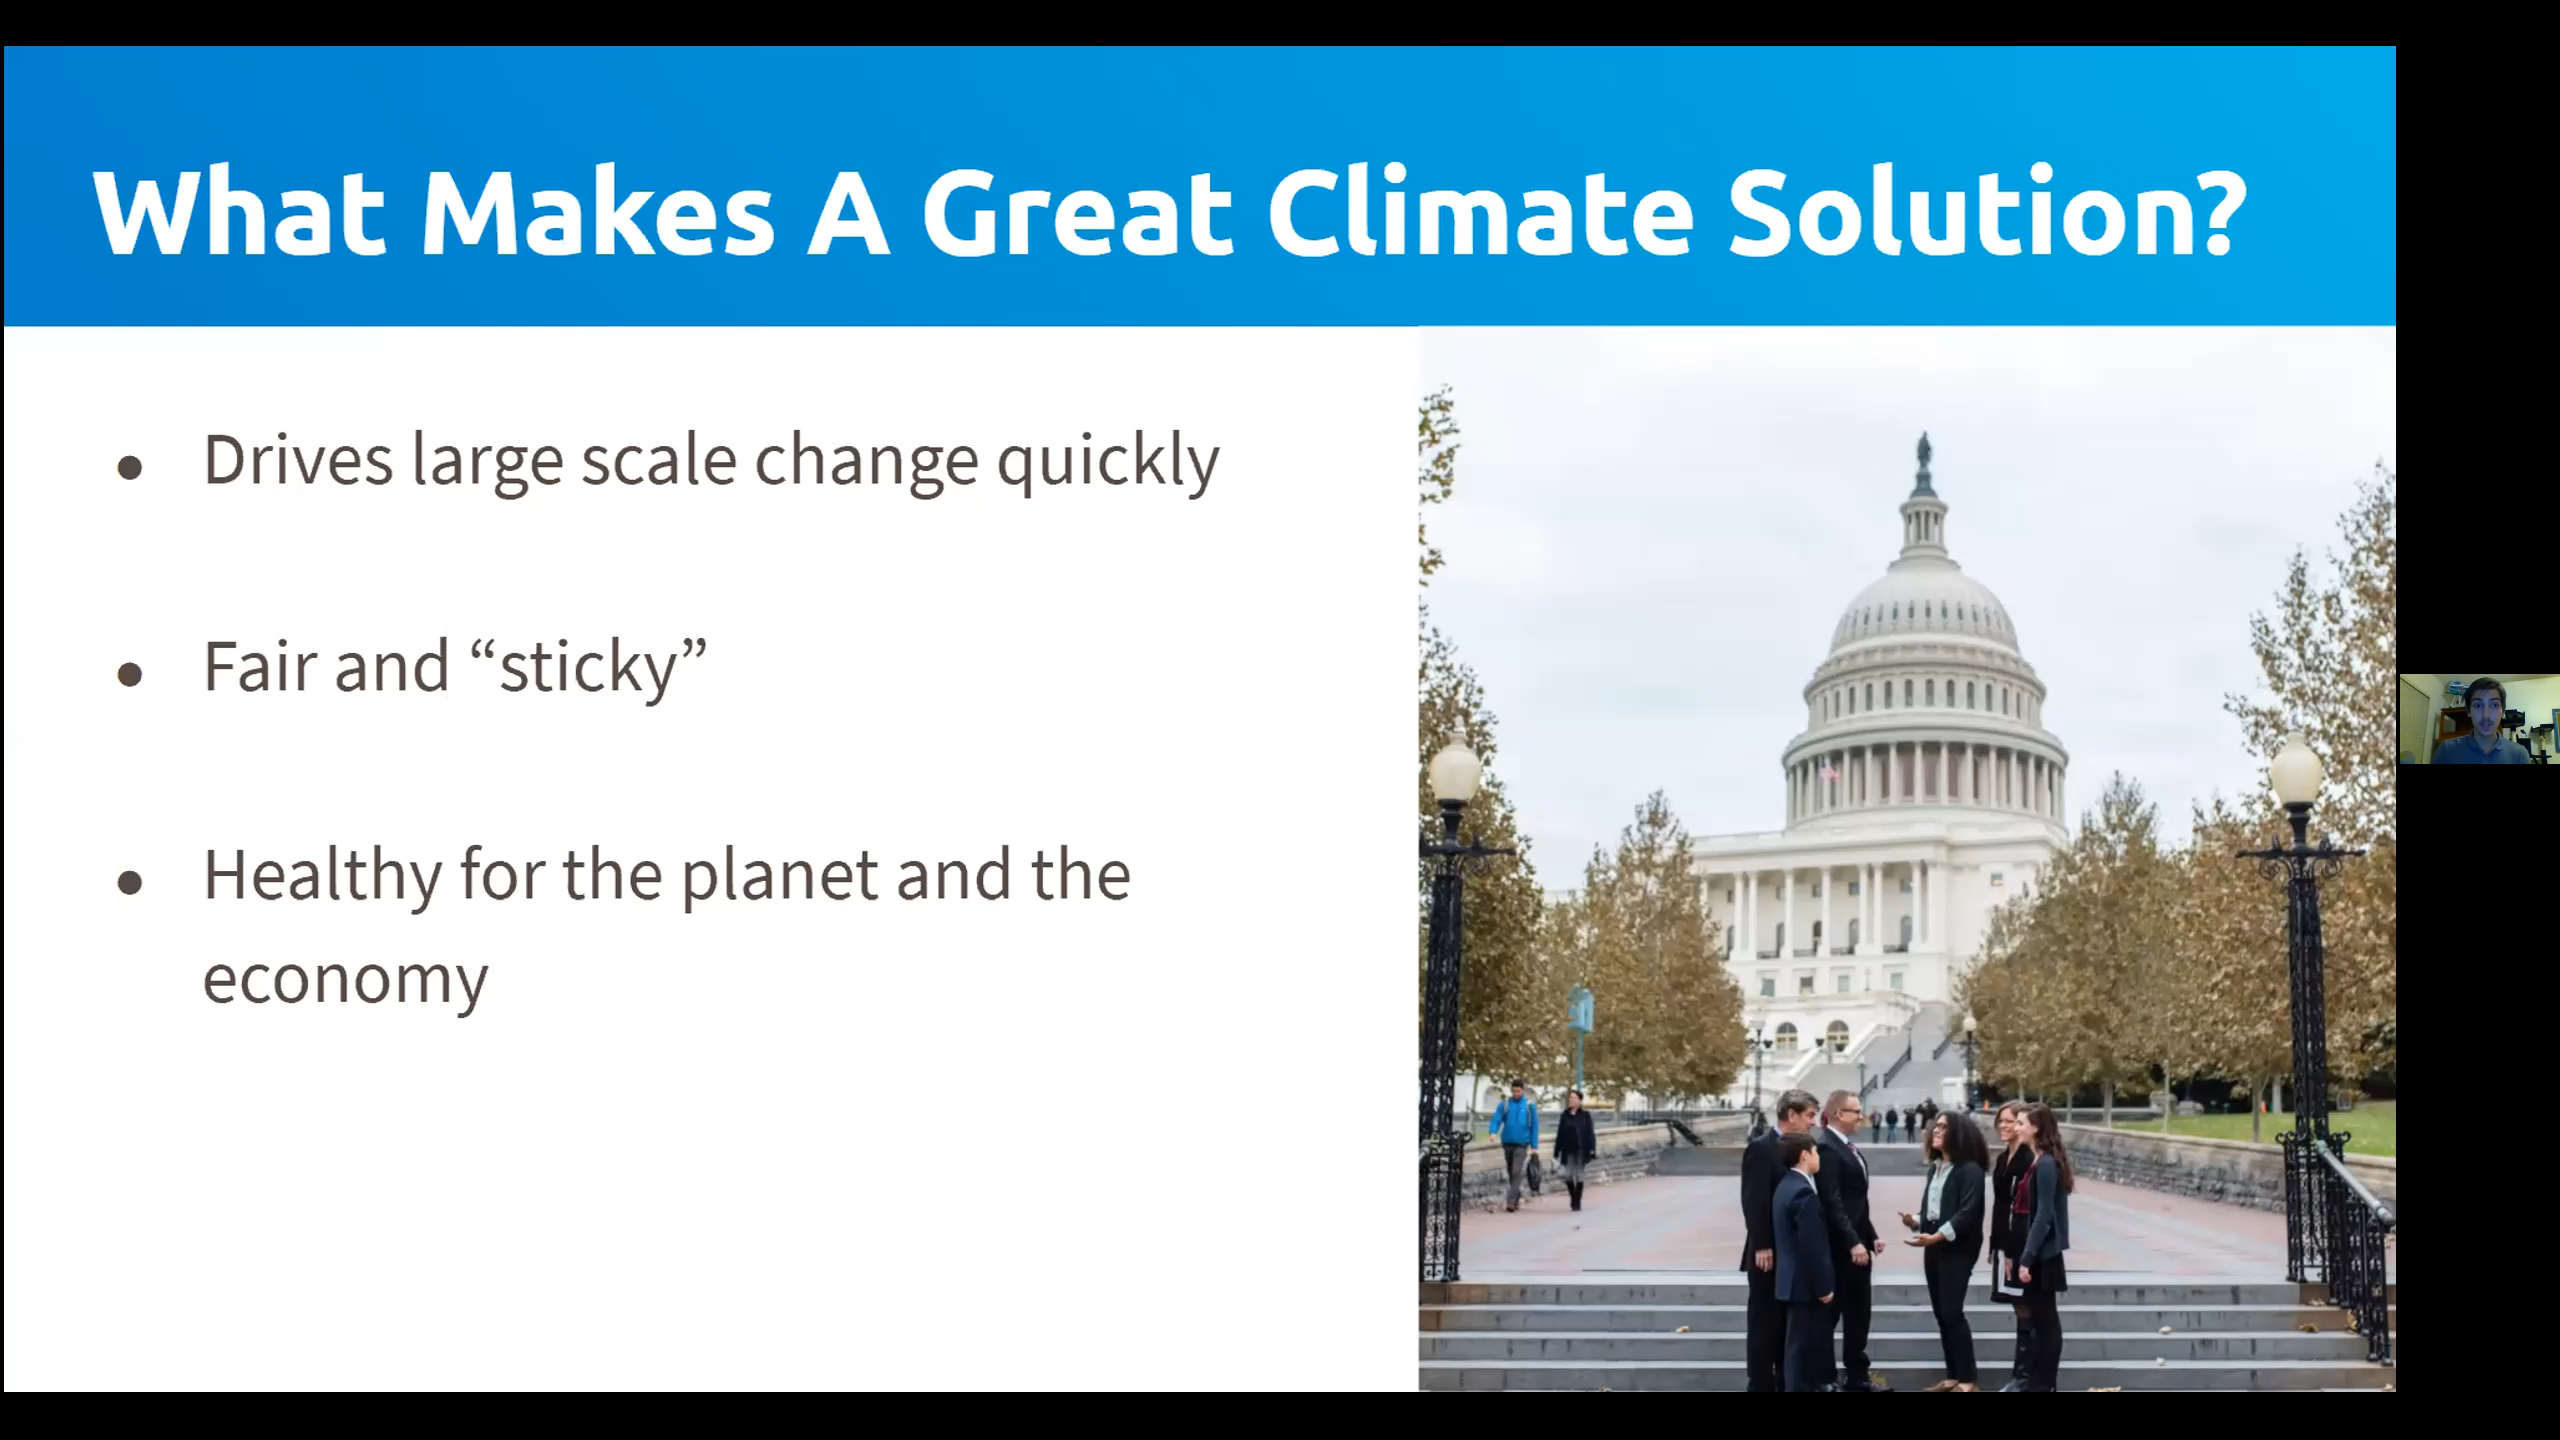 What Makes A Great Climate Solution?
● Drives large scale change quickly
● Fair and “sticky”
● Healthy for the planet and the
economy